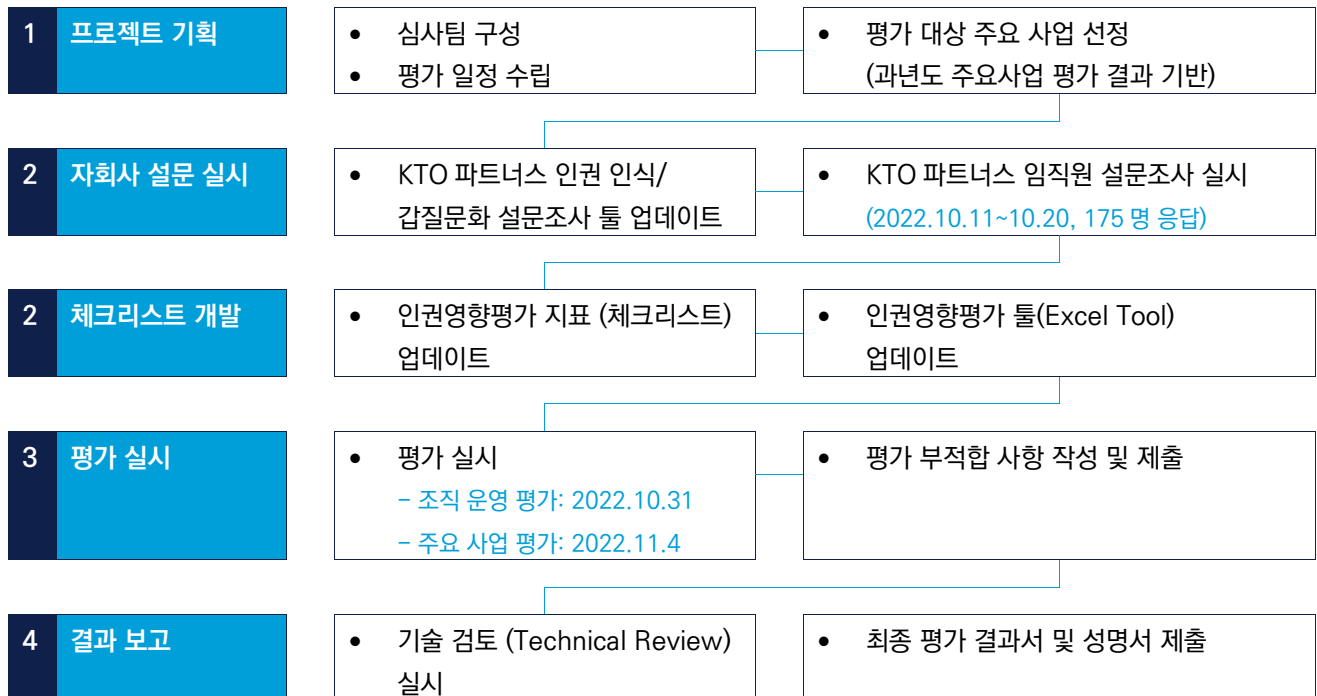 1 프로젝트 기획
• 심사팀 구성
• 평가 일정 수립
• 평가 대상 주요 사업 선정
(과년도 주요사업 평가 결과 기반)
2 자회사 설문 실시
• KTO 파트너스 인권 인식/
갑질문화 설문조사 툴 업데이트
• KTO 파트너스 임직원 설문조사 실시
(2022.10.11~10.20, 175 명 응답)
2 체크리스트 개발
• 인권영향평가 지표 (체크리스트)
업데이트
• 인권영향평가 툴(Excel Tool)
업데이트
3 평가 실시
• 평가 실시
- 조직 운영 평가: 2022.10.31
- 주요 사업 평가: 2022.11.4
• 평가 부적합 사항 작성 및 제출
4 결과 보고
• 기술 검토 (Technical Review)
실시
• 최종 평가 결과서 및 성명서 제출